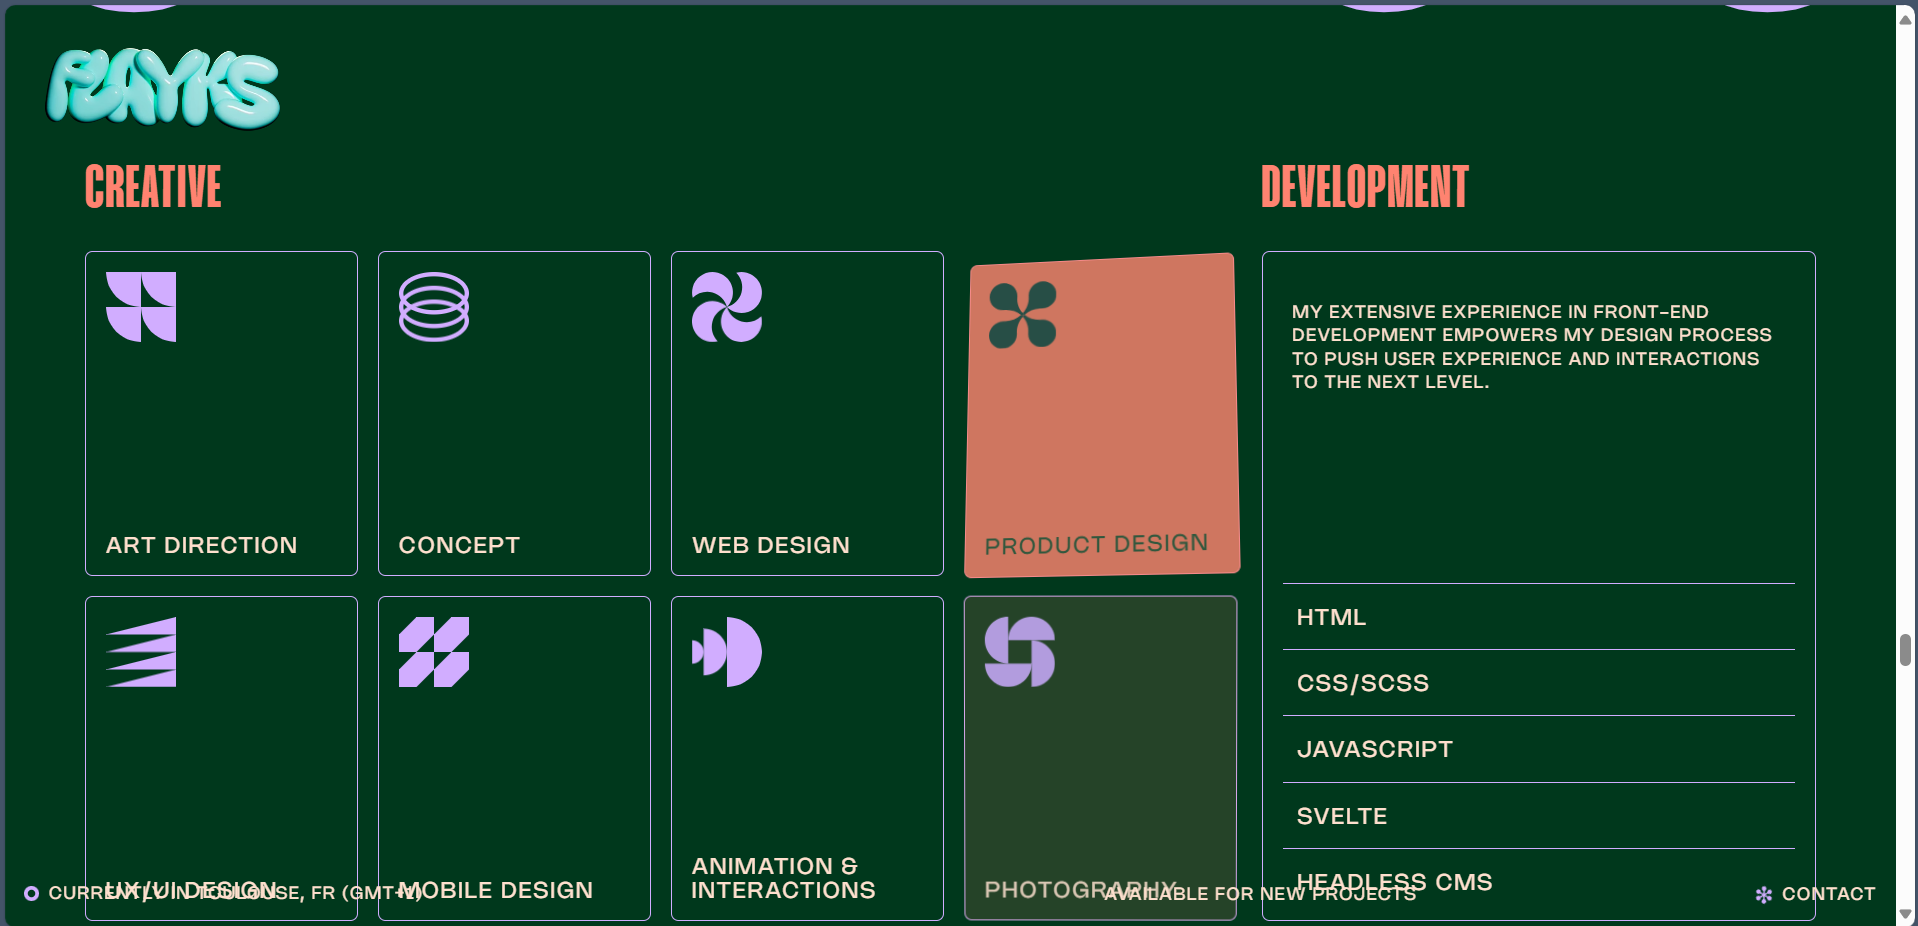 PLAYKS
CREATIVE
DEVELOPMENT
ART DIRECTION
CONCEPT
WEB DESIGN
PRODUCT DESIGN
MY EXTENSIVE EXPERIENCE IN FRONT-END
DEVELOPMENT EMPOWERS MY DESIGN PROCESS
TO PUSH USER EXPERIENCE AND INTERACTIONS
TO THE NEXT LEVEL.
HTML
CSS/SCSS
JAVASCRIPT
SVELTE
HEADLESS CMS
UX/UI DESIGN
MOBILE DESIGN
ANIMATION &
INTERACTIONS
PHOTOGRAPHY
CURRENTLY IN TOULOUSE, FR (GMT+2)
AVAILABLE FOR NEW PROJECTS
CONTACT